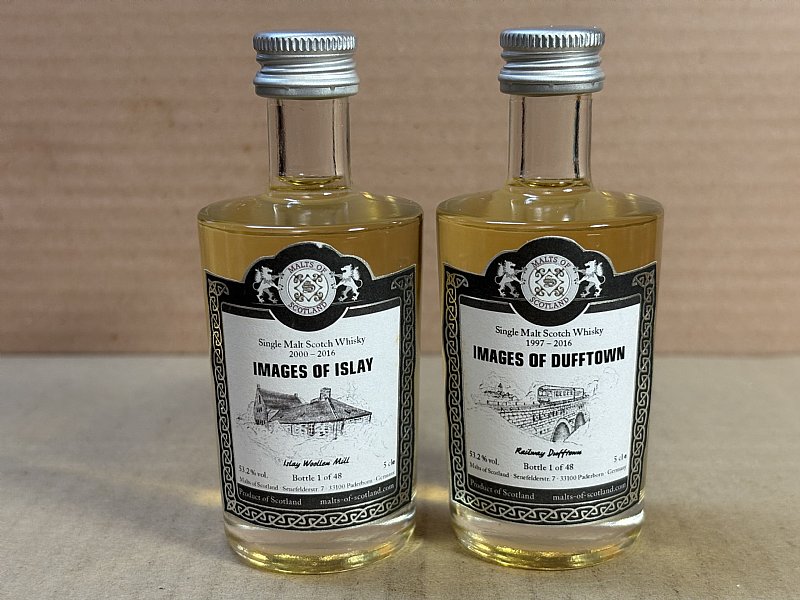 MALTS OF
SCOTLAND
Single Malt Scotch Whisky
2000 – 2016
IMAGES OF ISLAY
Islay Woollen Mill
53.2% vol.
Bottle 1 of 48
5 cl e
Malts of Scotland · Senefelderstr. 7 · 33100 Paderborn · Germany
Product of Scotland malts-of-scotland.com
MALTS OF
SCOTLAND
Single Malt Scotch Whisky
1997 – 2016
IMAGES OF DUFFTOWN
Railway Dufftown
53.2% vol.
Bottle 1 of 48
5 cl e
Malts of Scotland · Senefelderstr. 7 · 33100 Paderborn · Germany
Product of Scotland malts-of-scotland.com